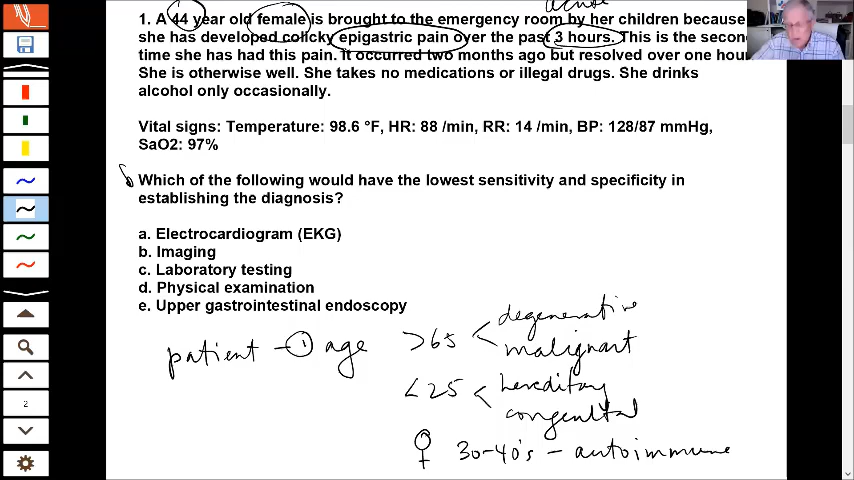 acute
1. A 44 year old female is brought to the emergency room by her children because
she has developed colicky epigastric pain over the past 3 hours. This is the second
time she has had this pain. It occurred two months ago but resolved over one hour.
She is otherwise well. She takes no medications or illegal drugs. She drinks
alcohol only occasionally.
Vital signs: Temperature: 98.6 °F, HR: 88 /min, RR: 14 /min, BP: 128/87 mmHg,
SaO2: 97%
Which of the following would have the lowest sensitivity and specificity in
establishing the diagnosis?
a. Electrocardiogram (EKG)
b. Imaging
c. Laboratory testing
d. Physical examination
e. Upper gastrointestinal endoscopy
patient - 1 age >65 < degenerative
malignant
<25 < hereditary
congenital
♀ 30-40's - autoimmune
2